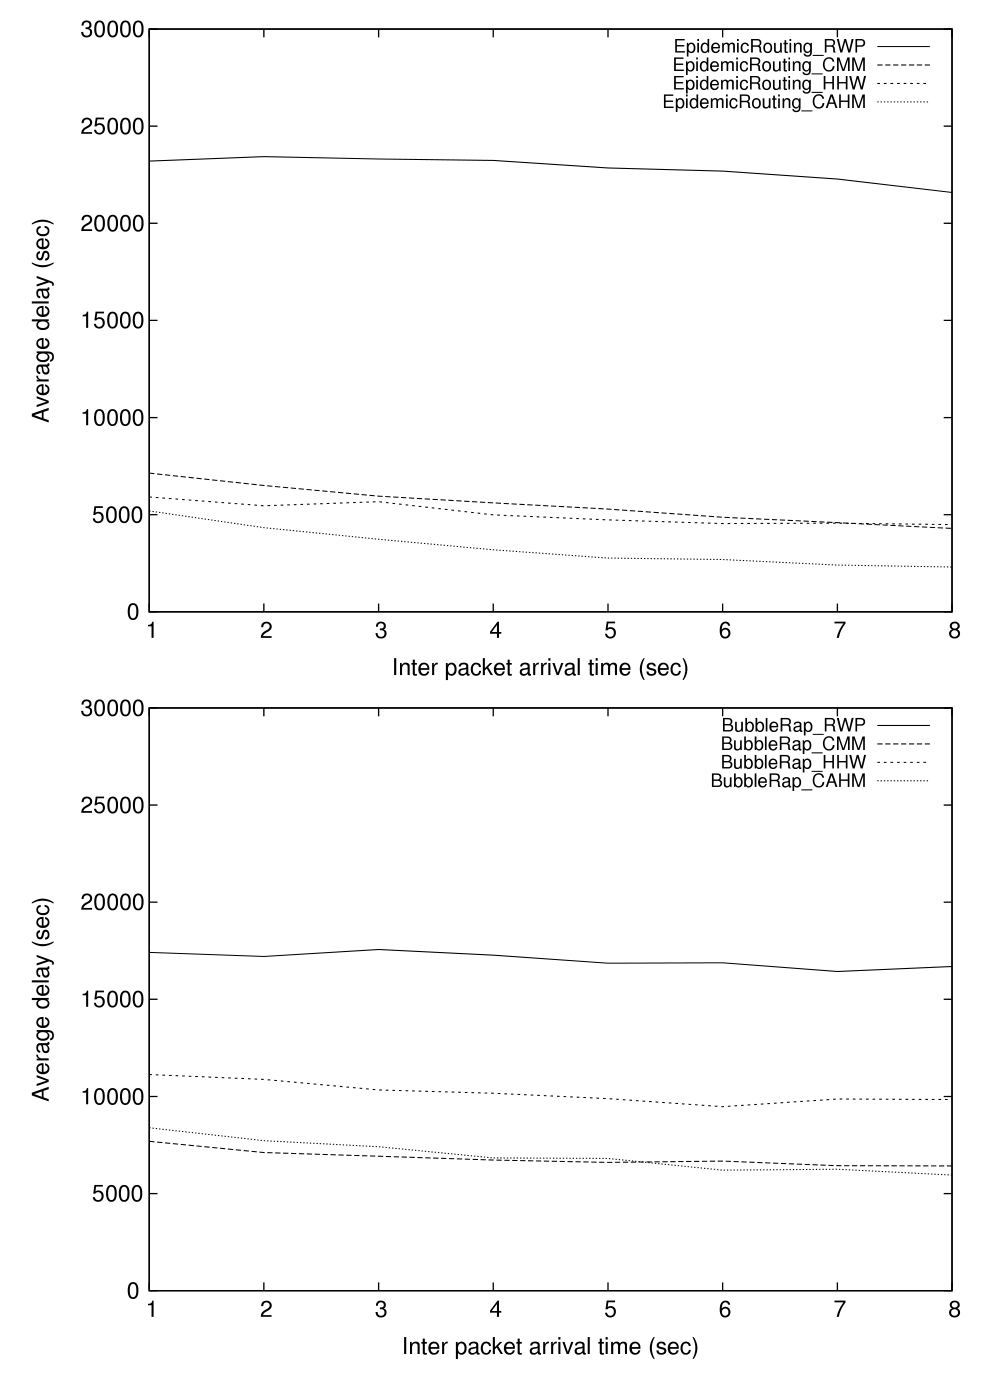 30000
25000
20000
15000
10000
5000
0
Average delay (sec)
EpidemicRouting_RWP
EpidemicRouting_CMM
EpidemicRouting_HHW
EpidemicRouting_CAHM
1 2 3 4 5 6 7 8
Inter packet arrival time (sec)
30000
25000
20000
15000
10000
5000
0
Average delay (sec)
BubbleRap_RWP
BubbleRap_CMM
BubbleRap_HHW
BubbleRap_CAHM
1 2 3 4 5 6 7 8
Inter packet arrival time (sec)